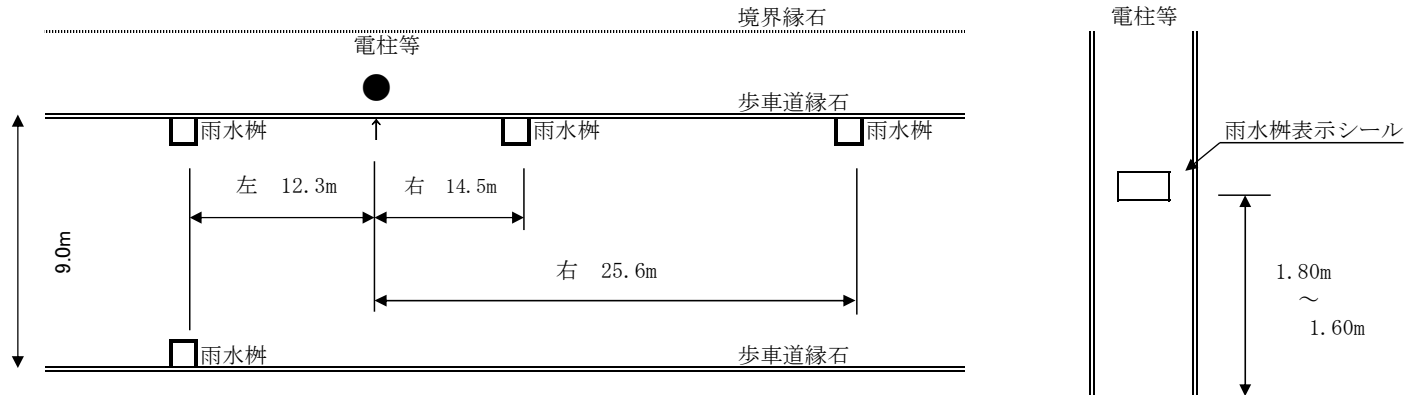 境界縁石
電柱等
歩車道縁石
雨水桝
雨水桝
雨水桝
↑
左 12.3m
右 14.5m
9.0m
右 25.6m
雨水桝
歩車道縁石
電柱等
雨水桝表示シール
1.80m
～
1.60m